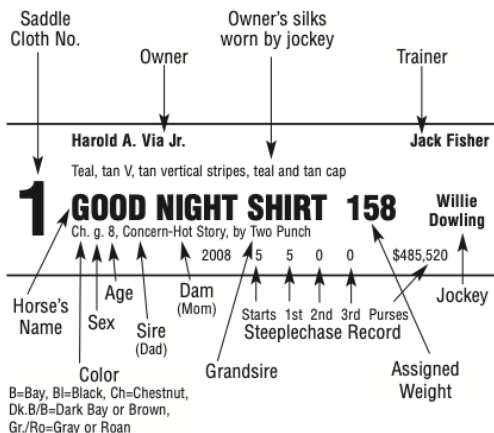 Saddle
Cloth No.
Owner
Owner's silks
worn by jockey
Trainer
Harold A. Via Jr.
Jack Fisher
Teal, tan V, tan vertical stripes, teal and tan cap
1
GOOD NIGHT SHIRT 158
Willie
Dowling
Ch. g. 8, Concern-Hot Story, by Two Punch
2008 5 5 0 0 $485,520
Horse's
Name
Sex
Age
Sire
(Dad)
Dam
(Mom)
Starts 1st 2nd 3rd Purses
Steeplechase Record
Jockey
Color
B=Bay, Bl=Black, Ch=Chestnut,
Dk.B/B=Dark Bay or Brown,
Gr./Ro=Gray or Roan
Grandsire
Assigned
Weight